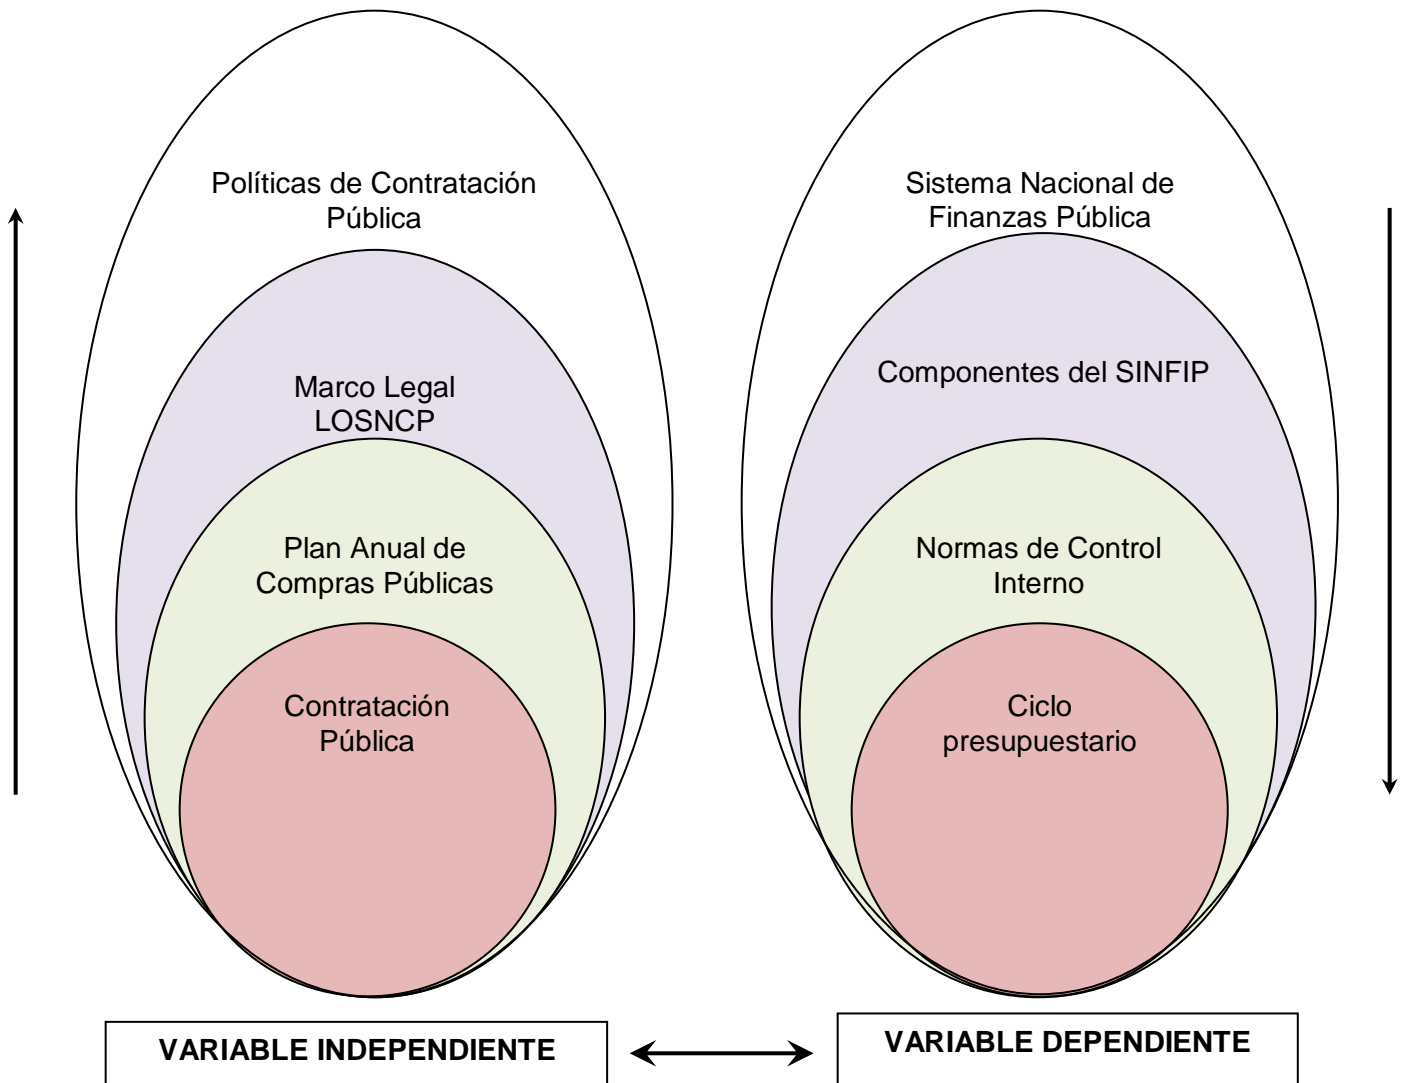 Políticas de Contratación
Pública
Marco Legal
LOSNCP
Plan Anual de
Compras Públicas
Contratación
Pública
VARIABLE INDEPENDIENTE
Sistema Nacional de
Finanzas Pública
Componentes del SINFIP
Normas de Control
Interno
Ciclo
presupuestario
VARIABLE DEPENDIENTE